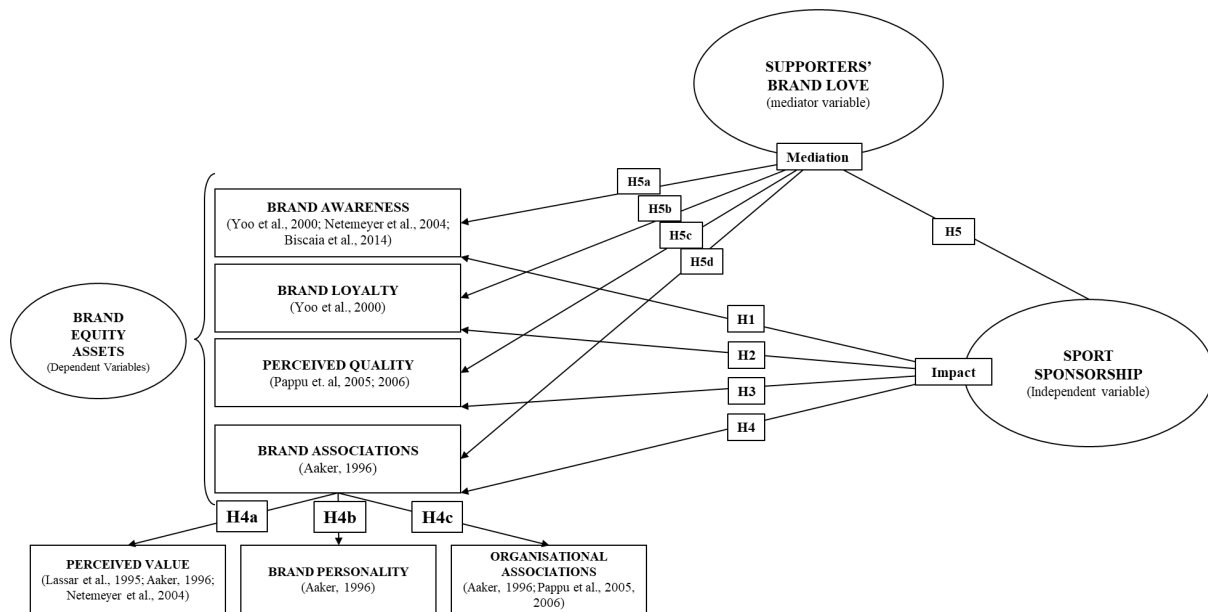 SUPPORTERS'
BRAND LOVE
(mediator variable)
Mediation
H5a
H5b
H5c
H5d
H5
BRAND AWARENESS
(Yoo et al., 2000; Netemeyer et al., 2004;
Biscaia et al., 2014)
BRAND LOYALTY
(Yoo et al., 2000)
PERCEIVED QUALITY
(Pappu et. al, 2005; 2006)
BRAND ASSOCIATIONS
(Aaker, 1996)
BRAND
EQUITY
ASSETS
(Dependent Variables)
H1
H2
H3
H4
Impact
SPORT
SPONSORSHIP
(Independent variable)
H4a
H4b
H4c
PERCEIVED VALUE
(Lassar et al., 1995; Aaker, 1996;
Netemeyer et al., 2004)
BRAND PERSONALITY
(Aaker, 1996)
ORGANISATIONAL
ASSOCIATIONS
(Aaker, 1996; Pappu et al., 2005,
2006)